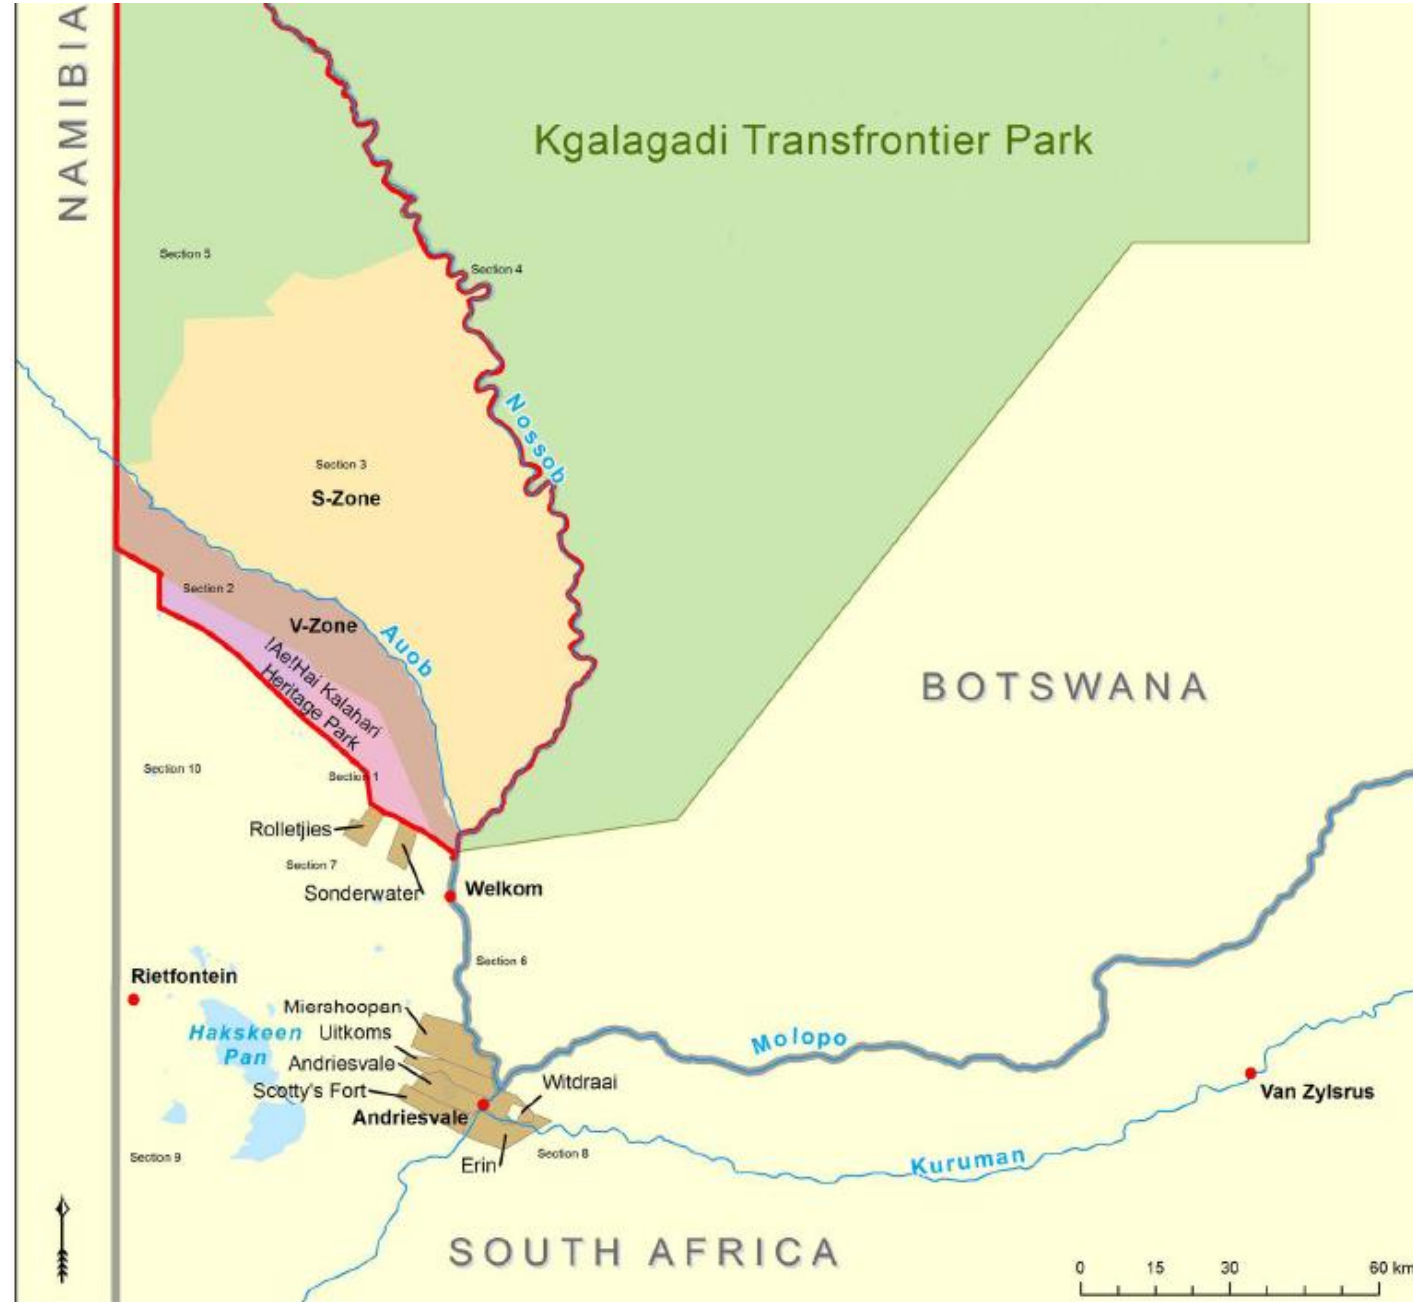 NAMIBIA
Kgalagadi Transfrontier Park
Section 5
Section 4
Nossob
Section 3
S-Zone
Section 2
V-Zone
Auob
!Ae!Hai Kalahari
Heritage Park
BOTSWANA
Section 10
Section 1
Rolletjies
Section 7
Sonderwater
Welkom
Section 6
Rietfontein
Miershoopan
Hakskeen
Pan
Uitkoms
Molopo
Andriesvale
Witdraai
Scotty's Fort
Van Zylsrus
Andriesvale
Section 9
Erin
Section 8
Kuruman
SOUTH AFRICA
0 15 30 60 km